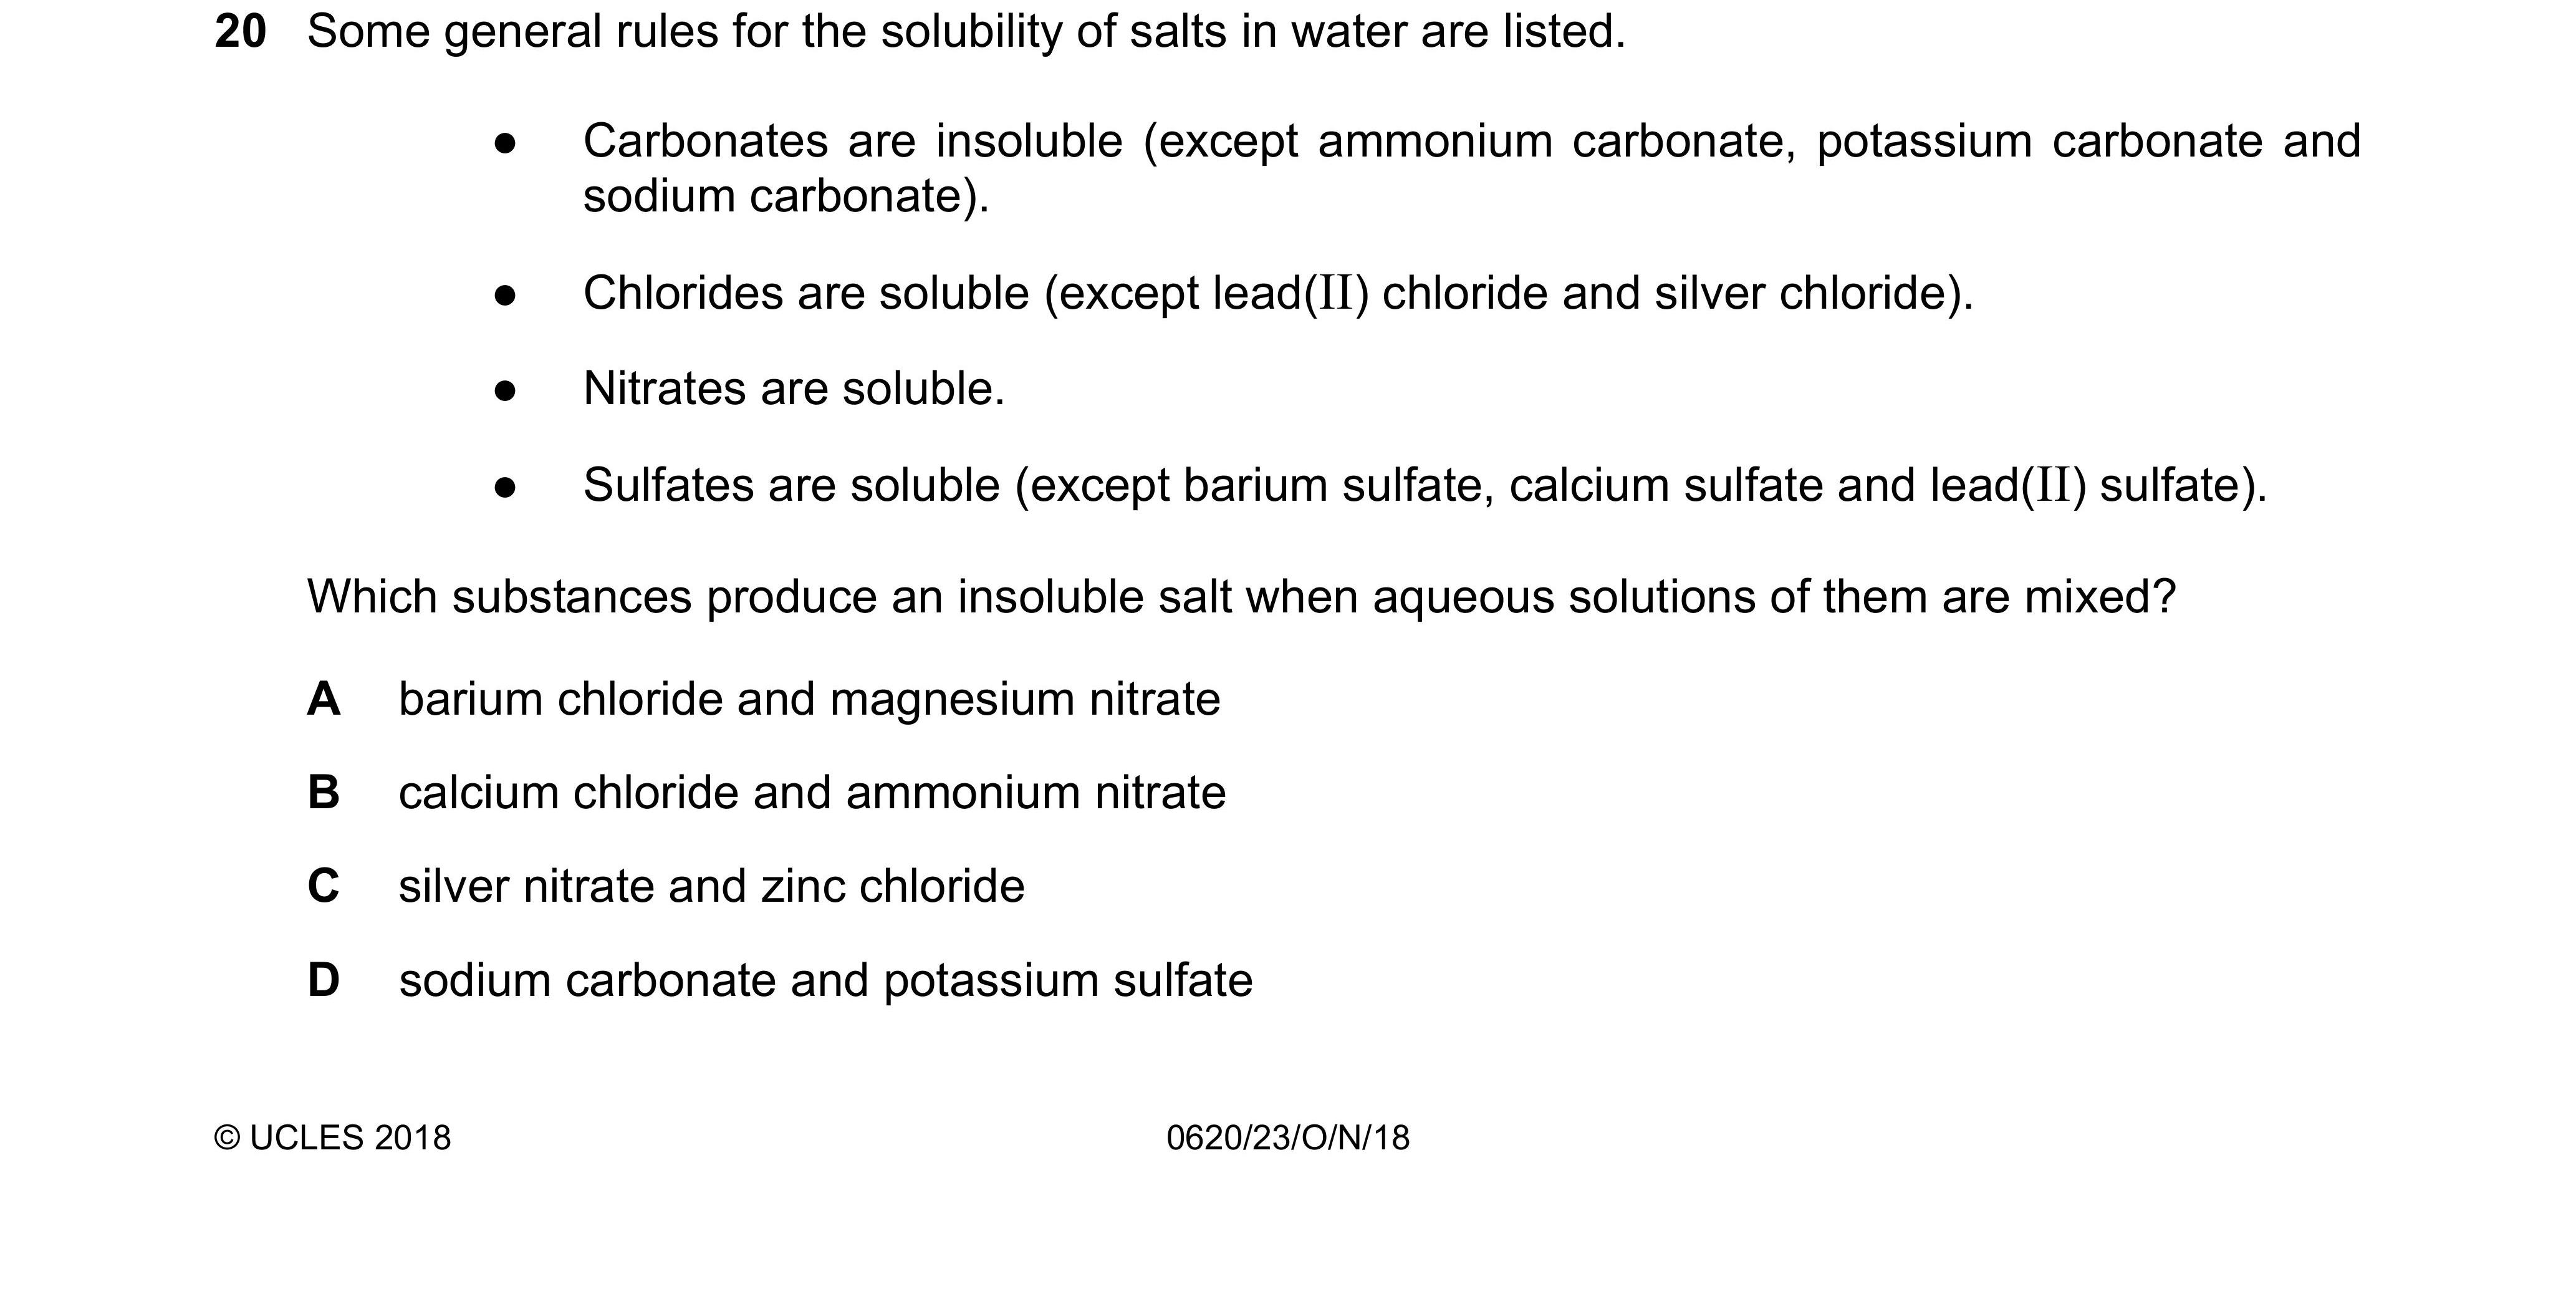 20 Some general rules for the solubility of salts in water are listed.
● Carbonates are insoluble (except ammonium carbonate, potassium carbonate and
sodium carbonate).
● Chlorides are soluble (except lead(II) chloride and silver chloride).
● Nitrates are soluble.
● Sulfates are soluble (except barium sulfate, calcium sulfate and lead(II) sulfate).
Which substances produce an insoluble salt when aqueous solutions of them are mixed?
A barium chloride and magnesium nitrate
B calcium chloride and ammonium nitrate
C silver nitrate and zinc chloride
D sodium carbonate and potassium sulfate
© UCLES 2018 0620/23/O/N/18